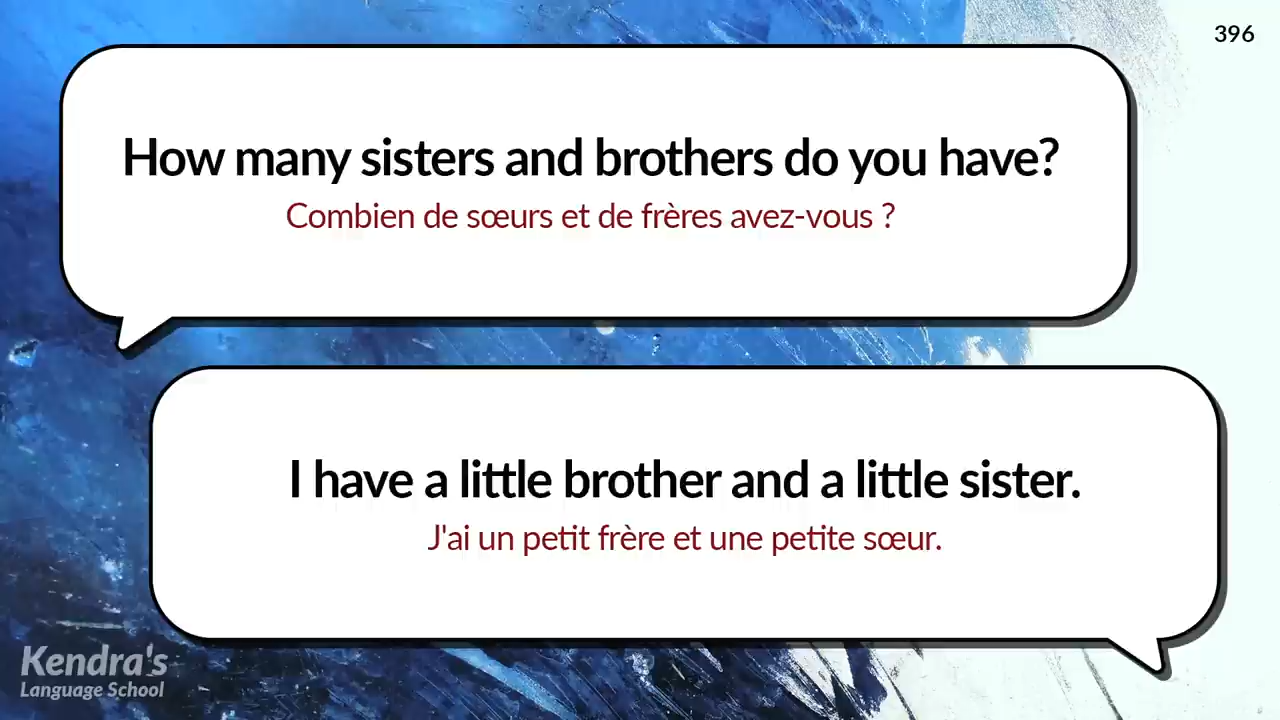 396
How many sisters and brothers do you have?
Combien de sœurs et de frères avez-vous ?
I have a little brother and a little sister.
J'ai un petit frère et une petite sœur.
Kendra's
Language School